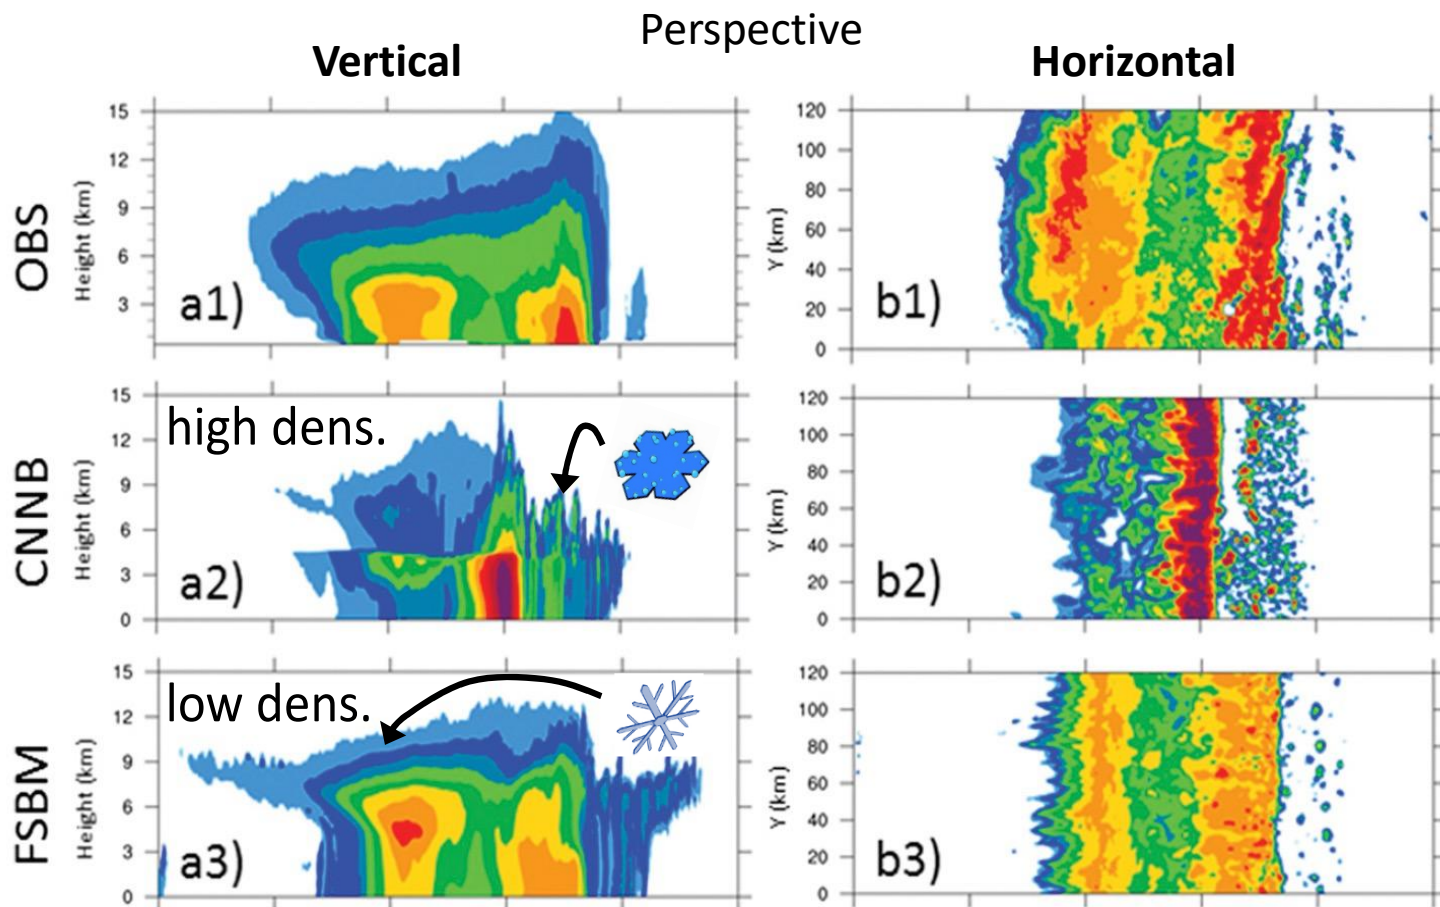 Perspective
Vertical
Horizontal
OBS
Height (km)
15
12
9
6
3
a1)
Y (km)
120
100
80
60
40
20
0
b1)
CNNB
Height (km)
15
12
9
6
3
0
high dens.
a2)
Y (km)
120
100
80
60
40
20
0
b2)
FSBM
Height (km)
15
12
9
6
3
0
low dens.
a3)
Y (km)
120
100
80
60
40
20
0
b3)